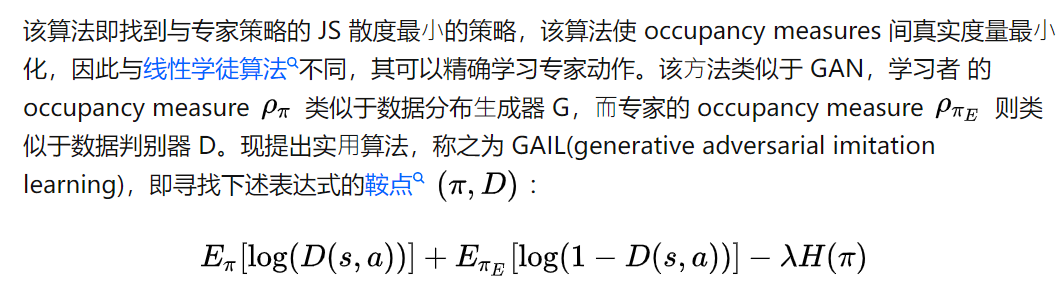 该算法即找到与专家策略的 JS 散度最小的策略，该算法使 occupancy measures 间真实度量最小
化，因此与线性学徒算法不同，其可以精确学习专家动作。该方法类似于 GAN，学习者 的
occupancy measure ρ_π 类似于数据分布生成器 G，而专家的 occupancy measure ρ_{π_E} 则类
似于数据判别器 D。现提出实用算法，称之为 GAIL(generative adversarial imitation
learning)，即寻找下述表达式的鞍点 (π, D)：
E_π[log(D(s, a))] + E_{π_E}[log(1 − D(s, a))] − λH(π)